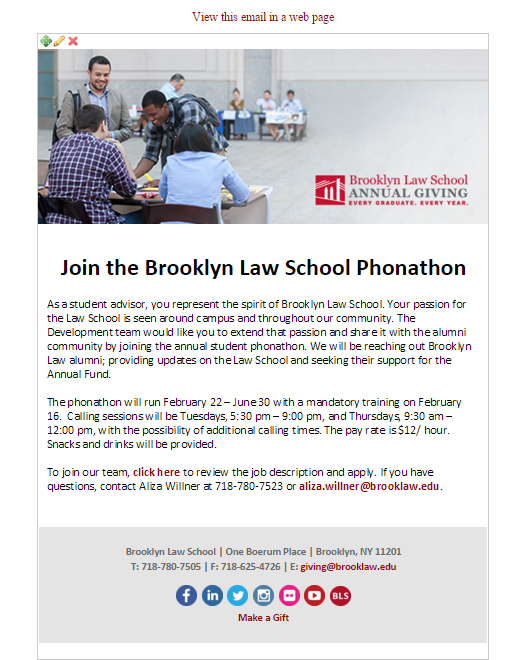 View this email in a web page
Brooklyn Law School
ANNUAL GIVING
EVERY GRADUATE. EVERY YEAR.
Join the Brooklyn Law School Phonathon
As a student advisor, you represent the spirit of Brooklyn Law School. Your passion for
the Law School is seen around campus and throughout our community. The
Development team would like you to extend that passion and share it with the alumni
community by joining the annual student phonathon. We will be reaching out Brooklyn
Law alumni; providing updates on the Law School and seeking their support for the
Annual Fund.
The phonathon will run February 22 – June 30 with a mandatory training on February
16. Calling sessions will be Tuesdays, 5:30 pm – 9:00 pm, and Thursdays, 9:30 am –
12:00 pm, with the possibility of additional calling times. The pay rate is $12/ hour.
Snacks and drinks will be provided.
To join our team, click here to review the job description and apply. If you have
questions, contact Aliza Willner at 718-780-7523 or aliza.willner@brooklaw.edu.
Brooklyn Law School | One Boerum Place | Brooklyn, NY 11201
T: 718-780-7505 | F: 718-625-4726 | E: giving@brooklaw.edu
BLS
Make a Gift